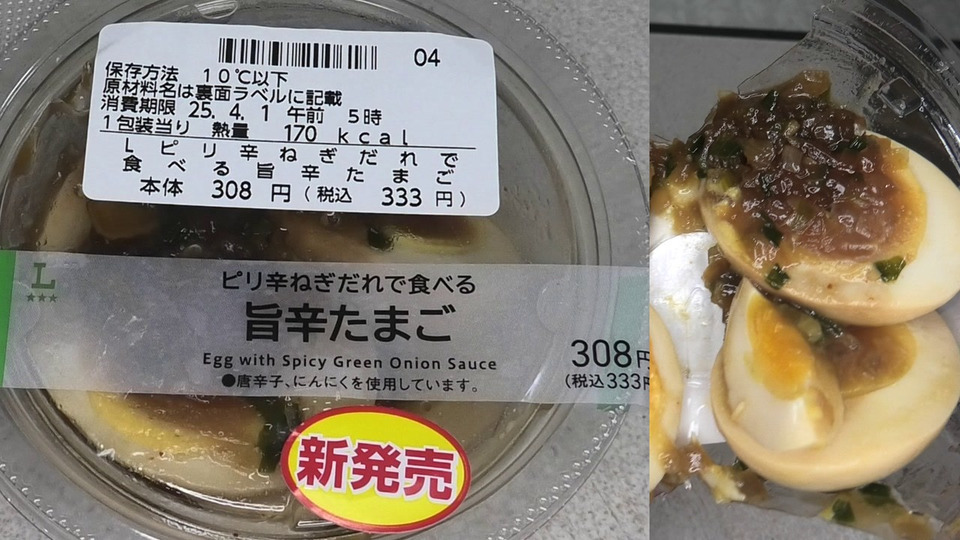 04
保存方法 10℃以下
原材料名は裏面ラベルに記載
消費期限 25.4.1 午前 5時
1包装当り 熱量 170 kcal
Lピリ辛ねぎだれで
食べる旨辛たまご
本体 308 円 (税込 333 円)
L
★★★
ピリ辛ねぎだれで食べる
旨辛たまご
Egg with Spicy Green Onion Sauce
●唐辛子、にんにくを使用しています。
308円
(税込333円
新発売